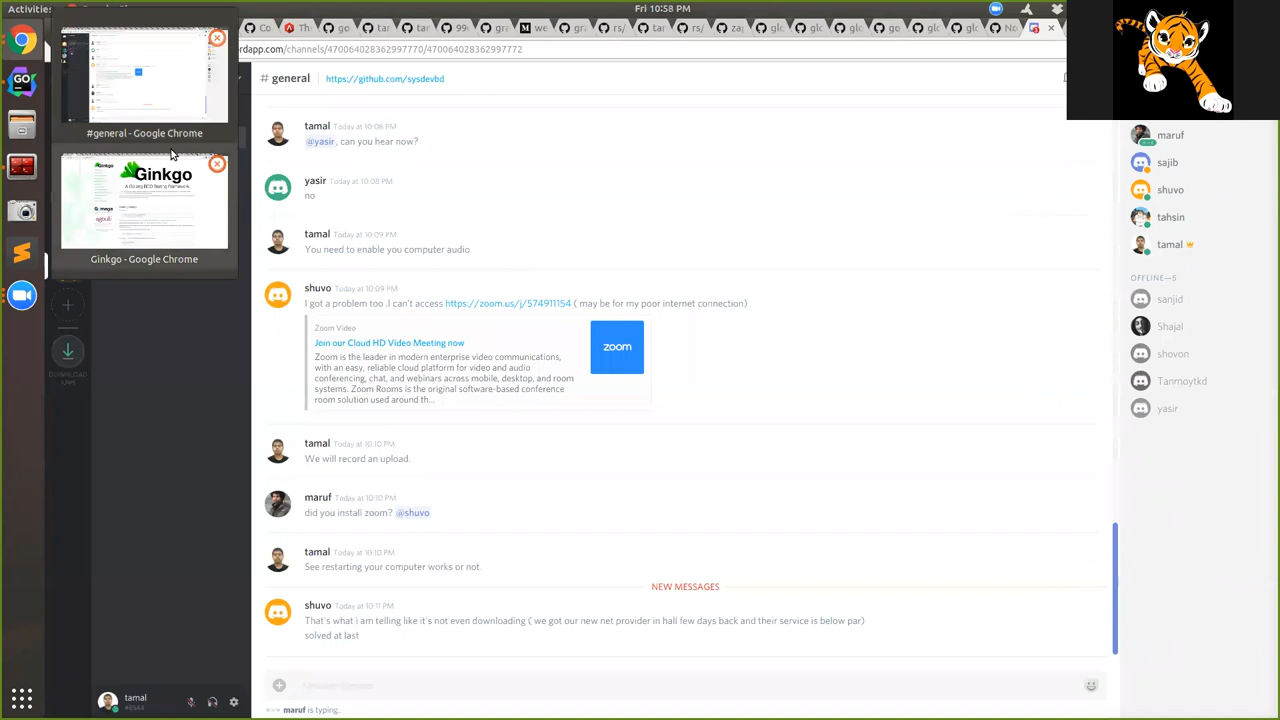 Activities
Fri 10:58 PM
#general - Google Chrome
Ginkgo
Ginkgo - Google Chrome
# general
https://github.com/sysdevbd
tamal Today at 10:08 PM
@yasir, can you hear now?
yasir Today at 10:08 PM
no
tamal Today at 10:09 PM
You need to enable you computer audio
shuvo Today at 10:09 PM
I got a problem too .I can't access https://zoom.us/j/574911154 ( may be for my poor internet connection)
Zoom Video
Join our Cloud HD Video Meeting now
Zoom is the leader in modern enterprise video communications,
with an easy, reliable cloud platform for video and audio
conferencing, chat, and webinars across mobile, desktop, and room
systems. Zoom Rooms is the original software-based conference
room solution used around th...
zoom
tamal Today at 10:10 PM
We will record an upload.
maruf Today at 10:10 PM
did you install zoom? @shuvo
tamal Today at 10:10 PM
See restarting your computer works or not.
NEW MESSAGES
shuvo Today at 10:11 PM
That's what i am telling like it's not even downloading ( we got our new net provider in hall few days back and their service is below par)
solved at last
maruf is typing..
maruf
sajib
shuvo
tahsin
tamal
OFFLINE—5
sanjid
Shajal
shovon
Tanmoytkd
yasir
tamal